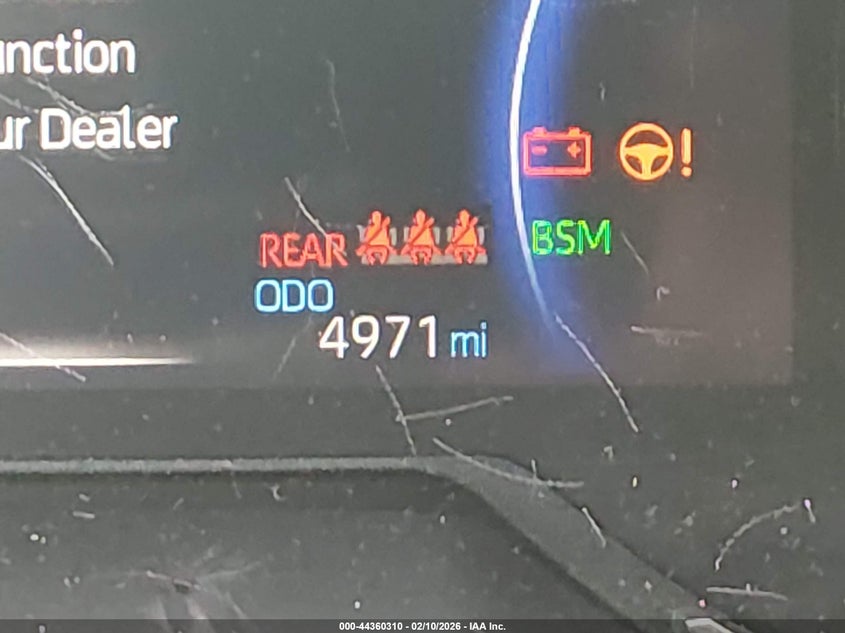 unction
ur Dealer
REAR
BSM
ODO
4971 mi
000-44360310 - 02/10/2026 - IAA Inc.